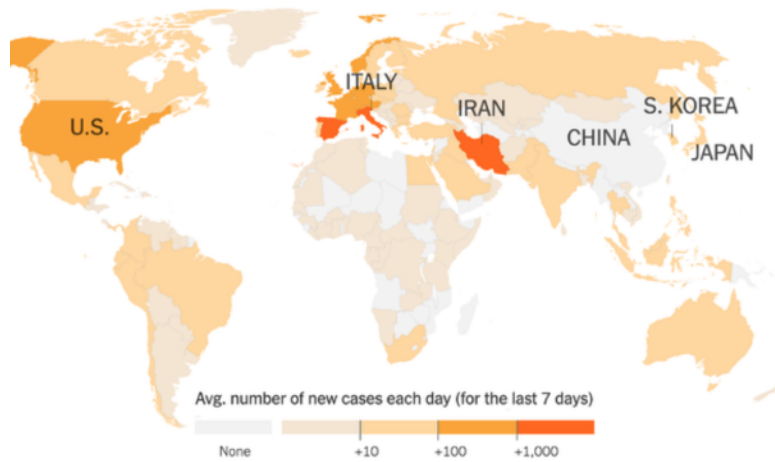 ITALY
U.S.
IRAN
S. KOREA
CHINA
JAPAN
Avg. number of new cases each day (for the last 7 days)
None +10 +100 +1,000